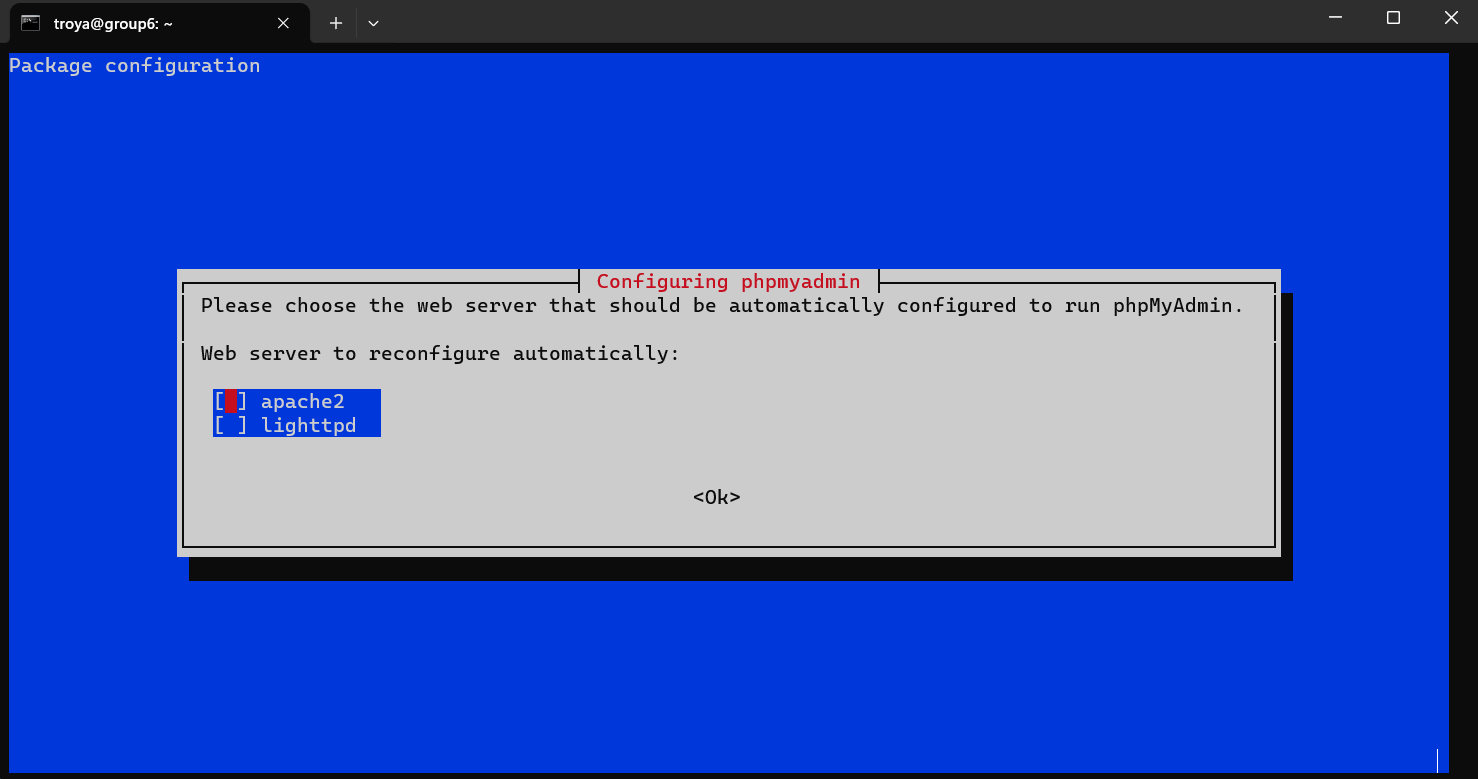 troya@group6: ~
Package configuration
Configuring phpmyadmin
Please choose the web server that should be automatically configured to run phpMyAdmin.
Web server to reconfigure automatically:
[ ] apache2
[ ] lighttpd
<Ok>